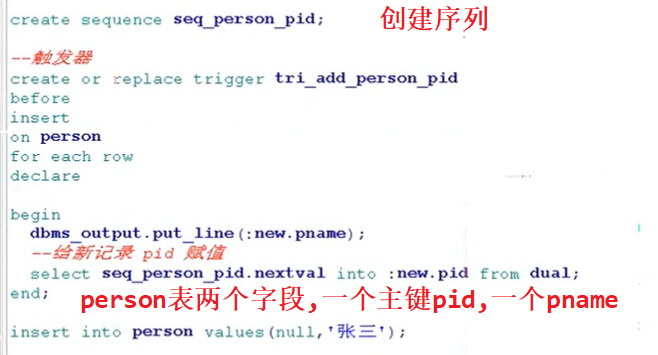 create sequence seq_person_pid;
创建序列
--触发器
create or replace trigger tri_add_person_pid
before
insert
on person
for each row
declare
begin
dbms_output.put_line(:new.pname);
--给新记录 pid 赋值
select seq_person_pid.nextval into :new.pid from dual;
end;
person表两个字段,一个主键pid,一个pname
insert into person values(null,'张三');